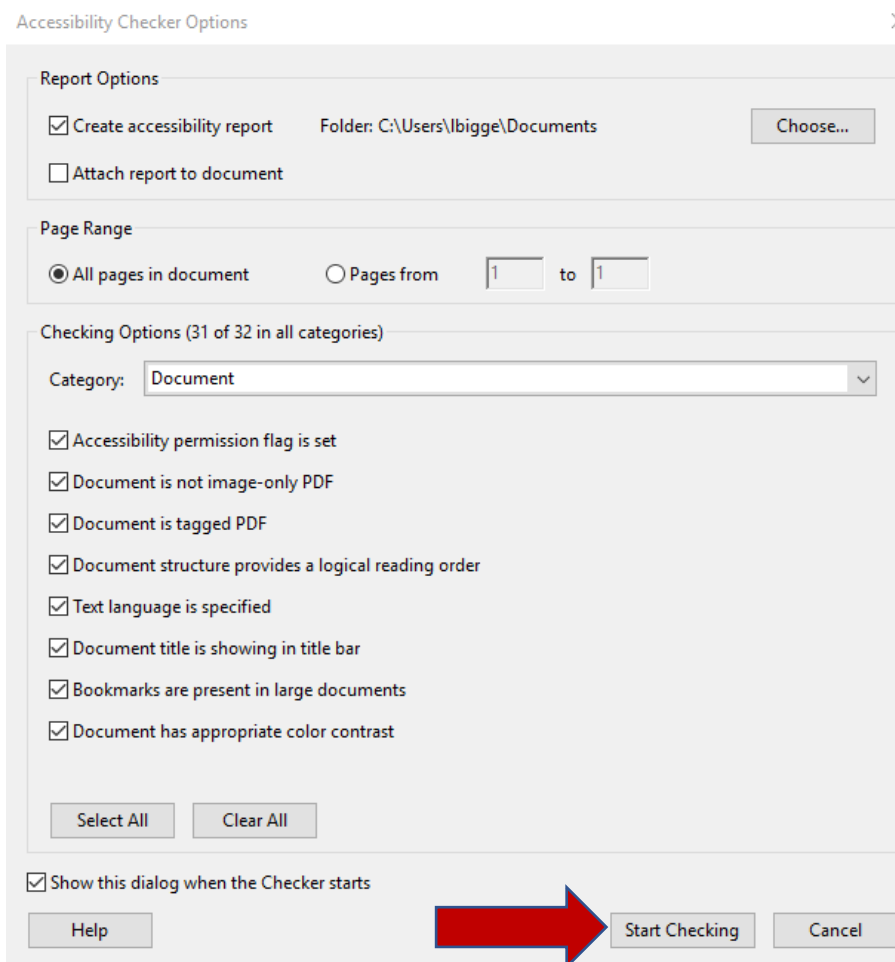 Accessibility Checker Options
Report Options
Create accessibility report Folder: C:\Users\lbigge\Documents Choose...
Attach report to document
Page Range
All pages in document Pages from 1 to 1
Checking Options (31 of 32 in all categories)
Category: Document
Accessibility permission flag is set
Document is not image-only PDF
Document is tagged PDF
Document structure provides a logical reading order
Text language is specified
Document title is showing in title bar
Bookmarks are present in large documents
Document has appropriate color contrast
Select All Clear All
Show this dialog when the Checker starts
Help Start Checking Cancel